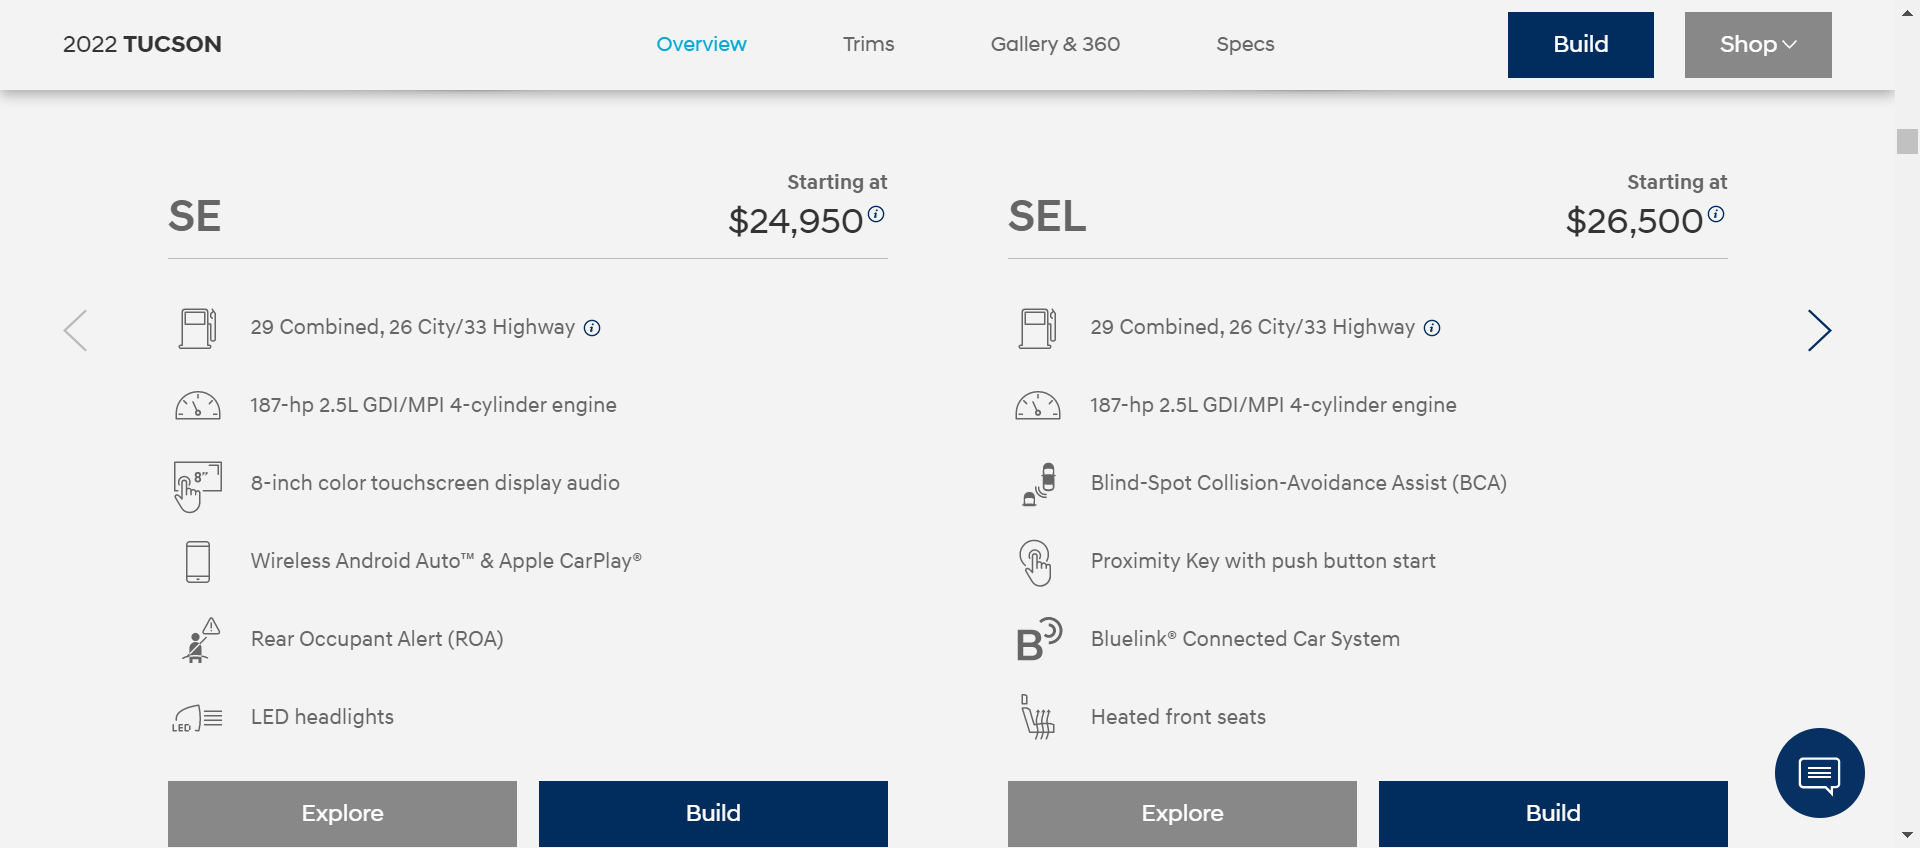 2022 TUCSON
Overview
Trims
Gallery & 360
Specs
Build
Shop
SE
Starting at
$24,950
29 Combined, 26 City/33 Highway
187-hp 2.5L GDI/MPI 4-cylinder engine
8"
8-inch color touchscreen display audio
Wireless Android Auto™ & Apple CarPlay®
Rear Occupant Alert (ROA)
LED
LED headlights
Explore
Build
SEL
Starting at
$26,500
29 Combined, 26 City/33 Highway
187-hp 2.5L GDI/MPI 4-cylinder engine
Blind-Spot Collision-Avoidance Assist (BCA)
Proximity Key with push button start
B
Bluelink® Connected Car System
Heated front seats
Explore
Build